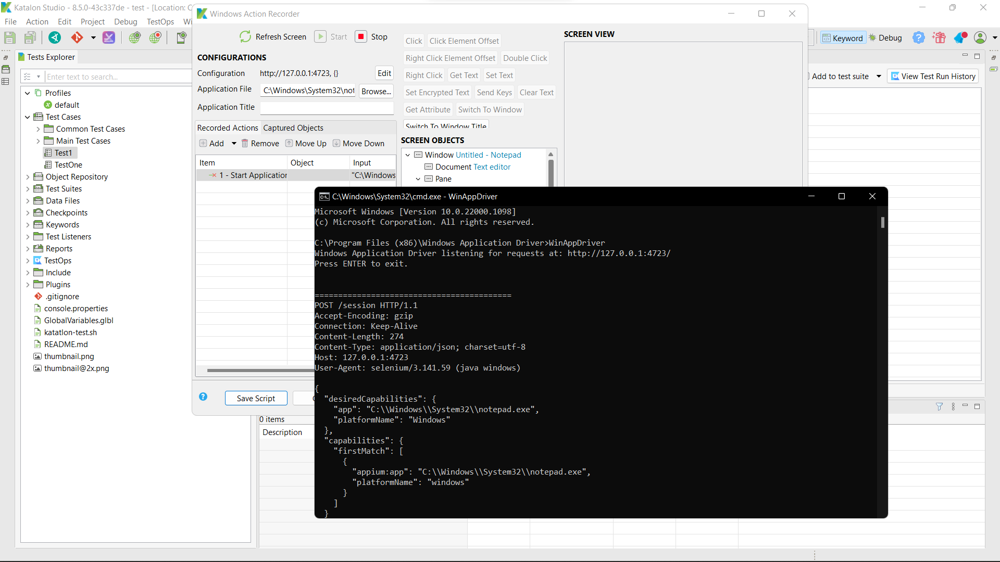 Katalon Studio - 8.5.0-43c337de - test - [Location: C
File Action Edit Project Debug TestOps Wi
Tests Explorer
Enter text to search...
Profiles
default
Test Cases
Common Test Cases
Main Test Cases
Test1
TestOne
Object Repository
Test Suites
Data Files
Checkpoints
Keywords
Test Listeners
Reports
TestOps
Include
Plugins
.gitignore
console.properties
GlobalVariables.glbl
katatlon-test.sh
README.md
thumbnail.png
thumbnail@2x.png
Windows Action Recorder
Refresh Screen Start Stop
CONFIGURATIONS
Configuration http://127.0.0.1:4723, {} Edit
Application File C:\Windows\System32\not Browse...
Application Title
Recorded Actions Captured Objects
Add Remove Move Up Move Down
Item Object Input
1 - Start Application "C:\Windows
Save Script
Click Click Element Offset
Right Click Element Offset Double Click
Right Click Get Text Set Text
Set Encrypted Text Send Keys Clear Text
Get Attribute Switch To Window
Switch To Window Title
SCREEN OBJECTS
Window Untitled - Notepad
Document Text editor
Pane
SCREEN VIEW
Keyword Debug
Add to test suite View Test Run History
0 items
Description
C:\Windows\System32\cmd.exe - WinAppDriver
Microsoft Windows [Version 10.0.22000.1098]
(c) Microsoft Corporation. All rights reserved.
C:\Program Files (x86)\Windows Application Driver>WinAppDriver
Windows Application Driver listening for requests at: http://127.0.0.1:4723/
Press ENTER to exit.
==========================================
POST /session HTTP/1.1
Accept-Encoding: gzip
Connection: Keep-Alive
Content-Length: 274
Content-Type: application/json; charset=utf-8
Host: 127.0.0.1:4723
User-Agent: selenium/3.141.59 (java windows)
{
"desiredCapabilities": {
"app": "C:\\Windows\\System32\\notepad.exe",
"platformName": "Windows"
},
"capabilities": {
"firstMatch": [
{
"appium:app": "C:\\Windows\\System32\\notepad.exe",
"platformName": "windows"
}
]
}